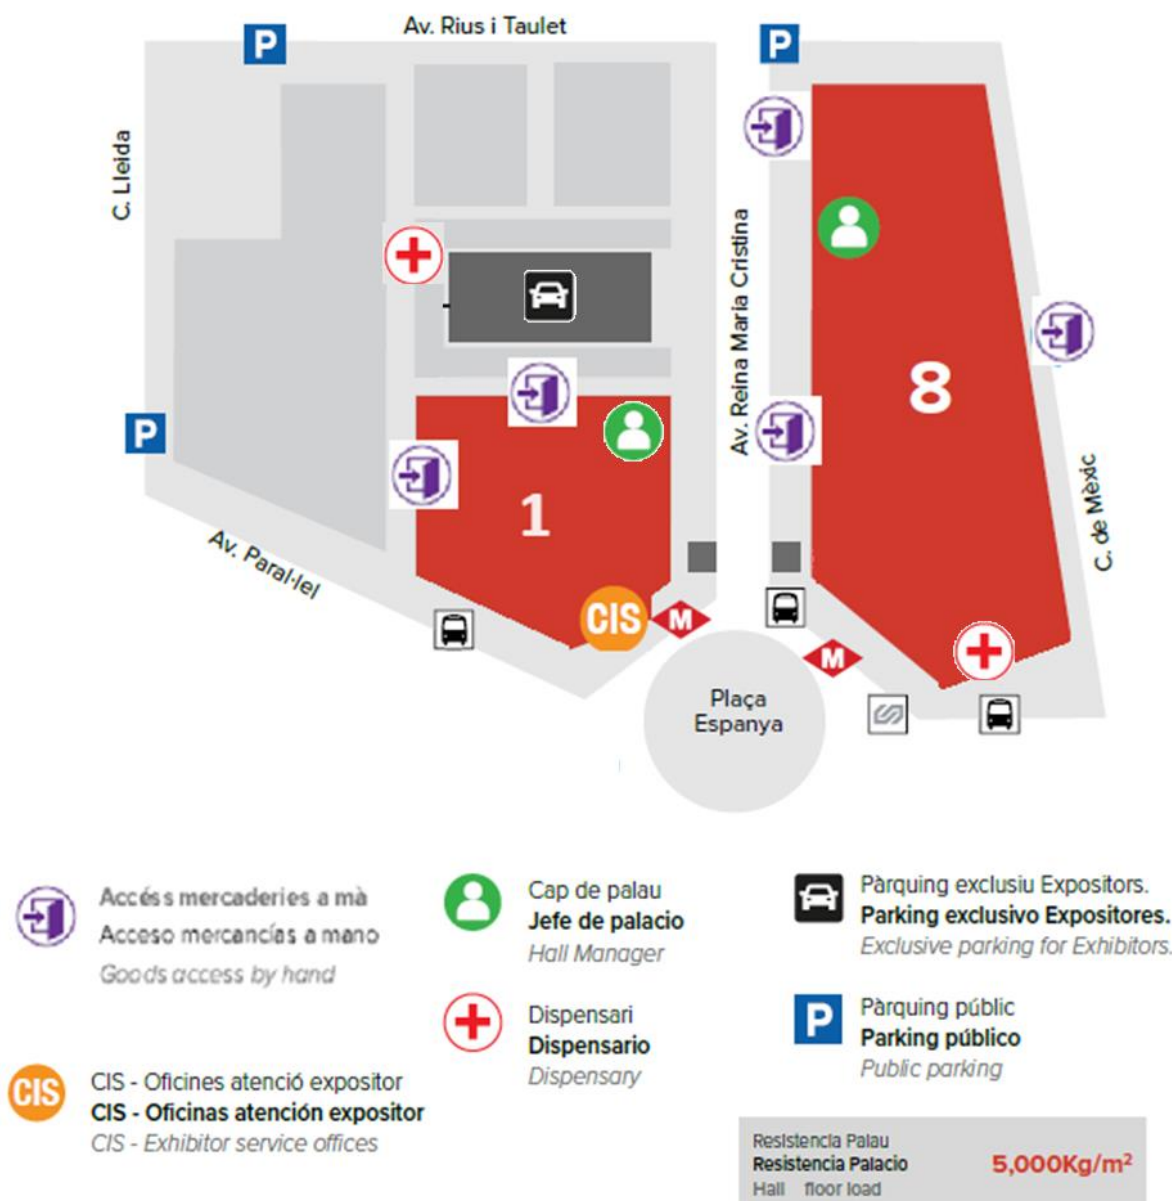 Av. Rius i Taulet
P
P
C. Lleida
Av. Reina Maria Cristina
8
P
1
C. de Mèxic
Av. Paral·lel
CIS
M
M
Plaça
Espanya
Accés mercaderies a mà
Acceso mercancías a mano
Goods access by hand
Cap de palau
Jefe de palacio
Hall Manager
Pàrquing exclusiu Expositors.
Parking exclusivo Expositores.
Exclusive parking for Exhibitors.
Dispensari
Dispensario
Dispensary
P
Pàrquing públic
Parking público
Public parking
CIS
CIS - Oficines atenció expositor
CIS - Oficinas atención expositor
CIS - Exhibitor service offices
Resistencia Palau
Resistencia Palacio
Hall floor load
5,000Kg/m²